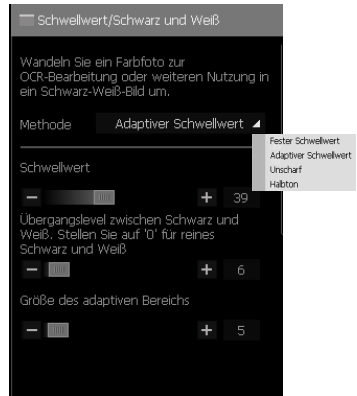 Schwellwert/Schwarz und Weiß
Wandeln Sie ein Farbfoto zur
OCR-Bearbeitung oder weiteren Nutzung in
ein Schwarz-Weiß-Bild um.
Methode Adaptiver Schwellwert
Fester Schwellwert
Adaptiver Schwellwert
Unscharf
Halbton
Schwellwert
39
Übergangslevel zwischen Schwarz und
Weiß. Stellen Sie auf '0' für reines
Schwarz und Weiß
6
Größe des adaptiven Bereichs
5